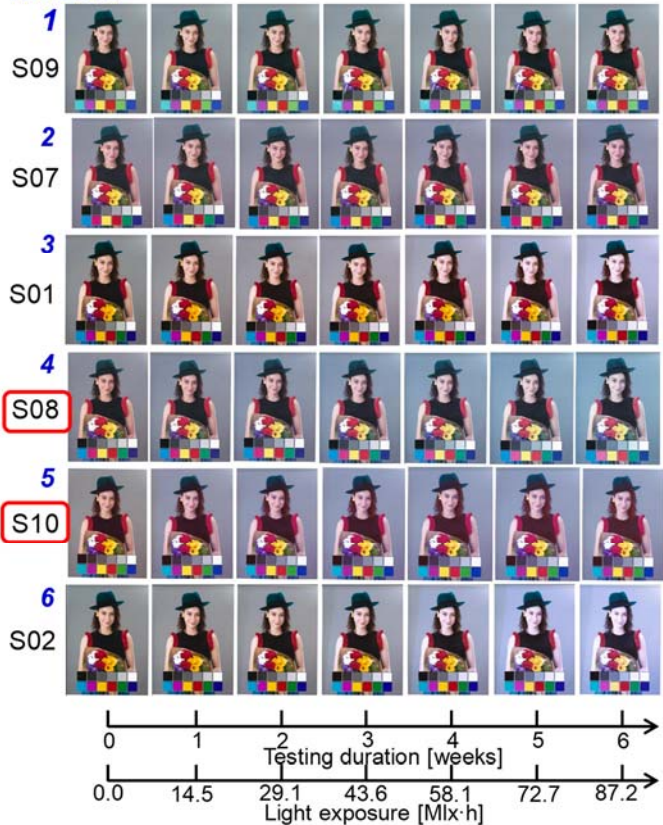 1
S09
2
S07
3
S01
4
S08
5
S10
6
S02
0 1 2 3 4 5 6
Testing duration [weeks]
0.0 14.5 29.1 43.6 58.1 72.7 87.2
Light exposure [Mlx·h]